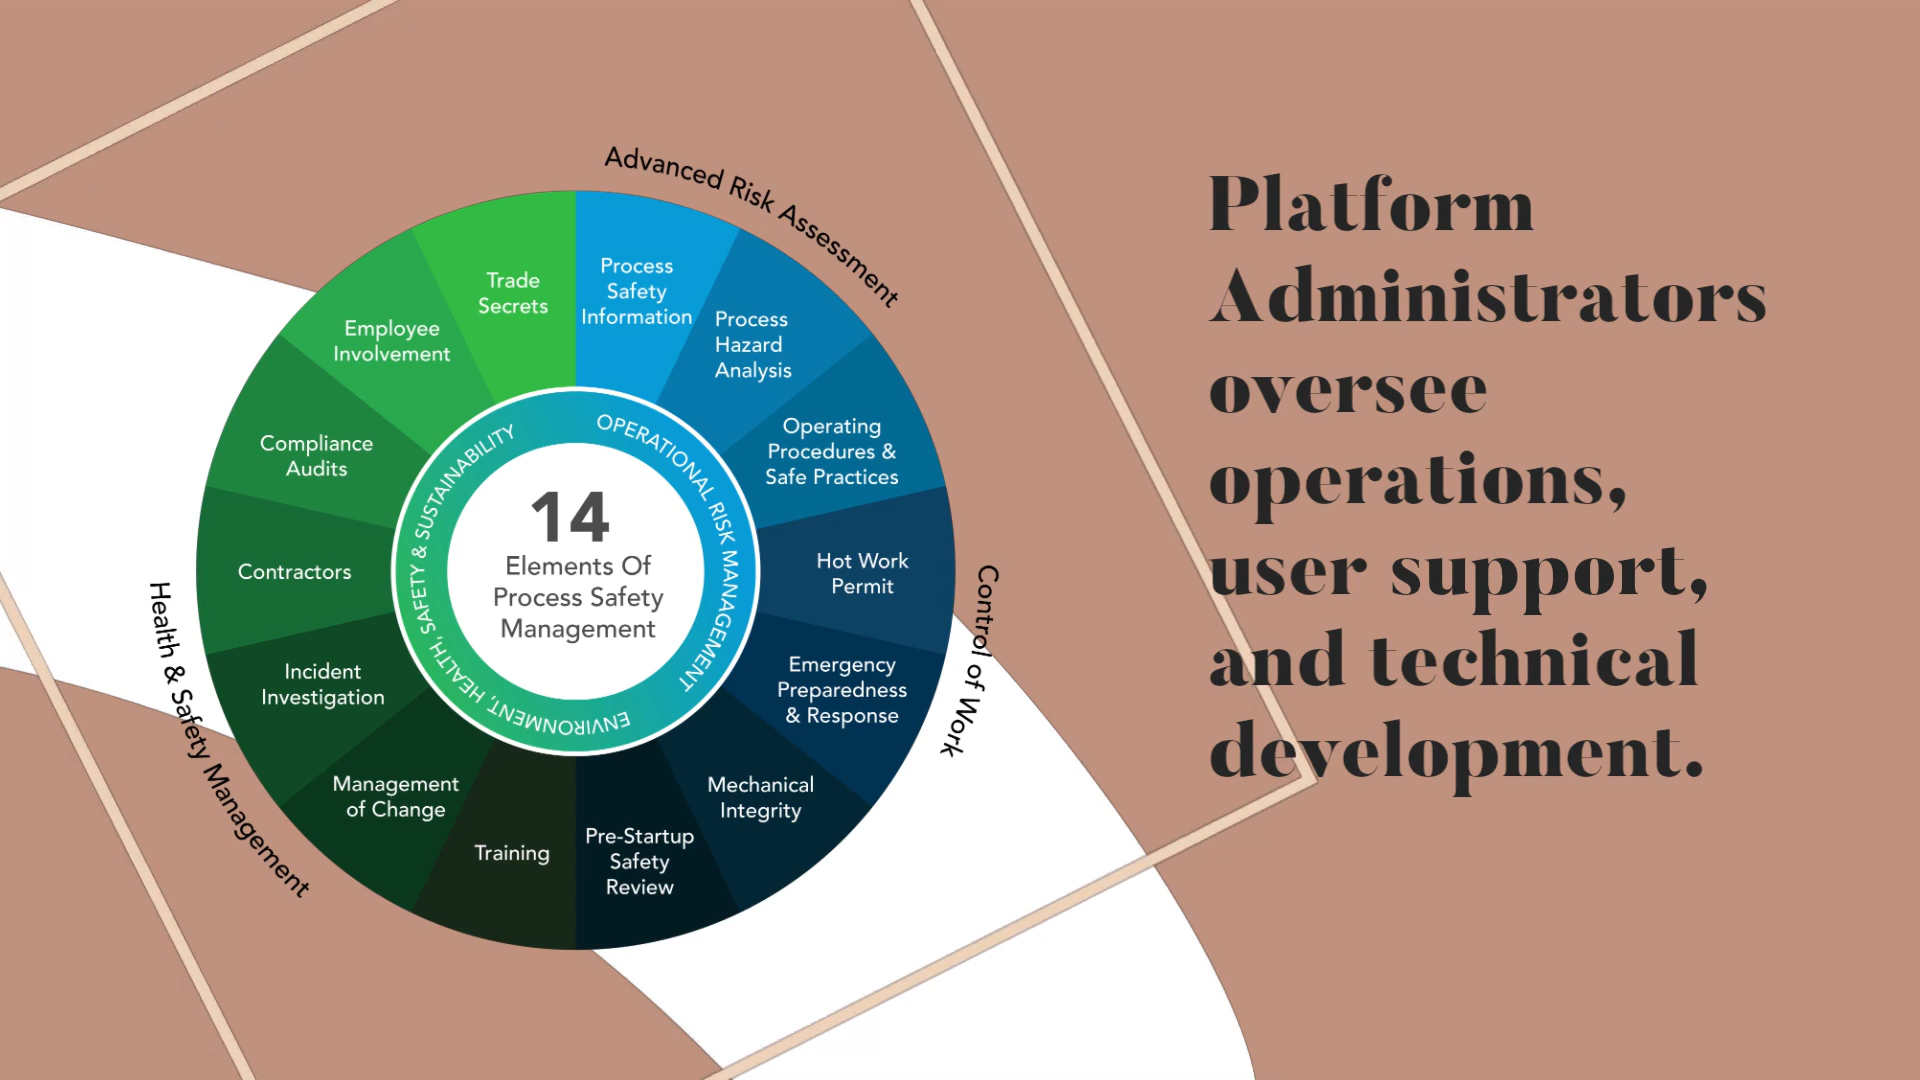 Advanced Risk Assessment
Control of Work
Health & Safety Management
Process
Safety
Information
Process
Hazard
Analysis
Operating
Procedures &
Safe Practices
Hot Work
Permit
Emergency
Preparedness
& Response
Mechanical
Integrity
Pre-Startup
Safety
Review
Training
Management
of Change
Incident
Investigation
Contractors
Compliance
Audits
Employee
Involvement
Trade
Secrets
OPERATIONAL RISK MANAGEMENT
ENVIRONMENT, HEALTH, SAFETY & SUSTAINABILITY
14
Elements Of
Process Safety
Management
Platform
Administrators
oversee
operations,
user support,
and technical
development.